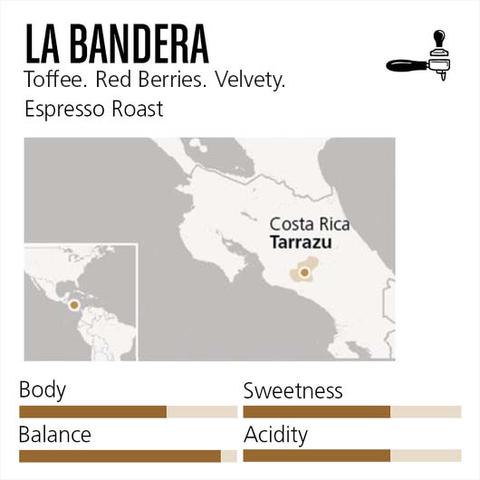 LA BANDERA
Toffee. Red Berries. Velvety.
Espresso Roast
Costa Rica
Tarrazu
Body
Sweetness
Balance
Acidity